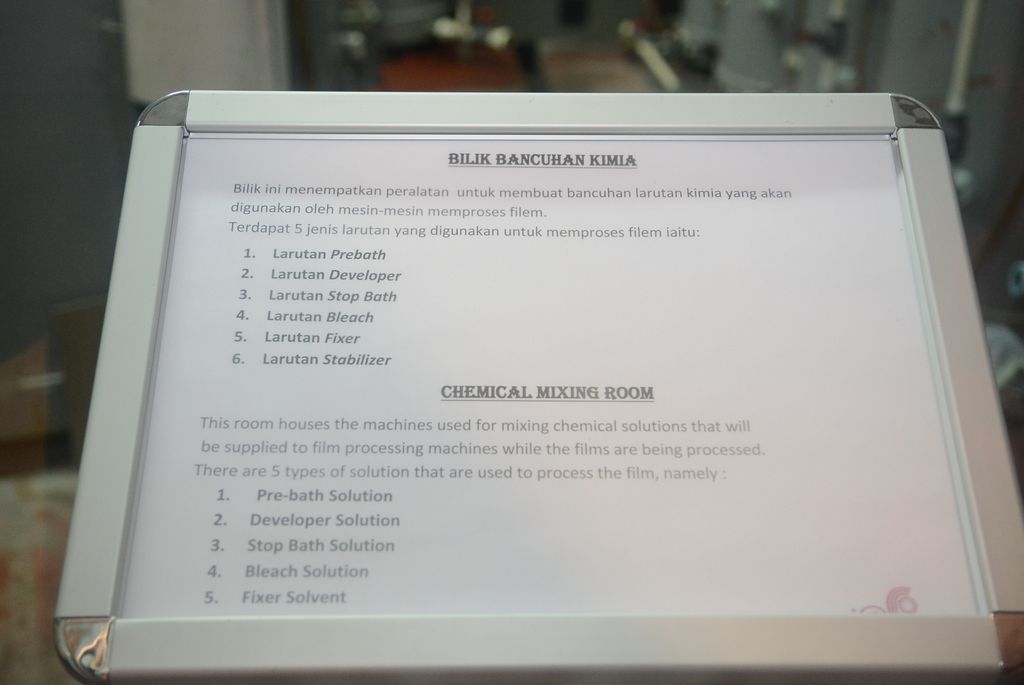 BILIK BANCUHAN KIMIA
Bilik ini menempatkan peralatan untuk membuat bancuhan larutan kimia yang akan
digunakan oleh mesin-mesin memproses filem.
Terdapat 5 jenis larutan yang digunakan untuk memproses filem iaitu:
1. Larutan Prebath
2. Larutan Developer
3. Larutan Stop Bath
4. Larutan Bleach
5. Larutan Fixer
6. Larutan Stabilizer
CHEMICAL MIXING ROOM
This room houses the machines used for mixing chemical solutions that will
be supplied to film processing machines while the films are being processed.
There are 5 types of solution that are used to process the film, namely :
1. Pre-bath Solution
2. Developer Solution
3. Stop Bath Solution
4. Bleach Solution
5. Fixer Solvent